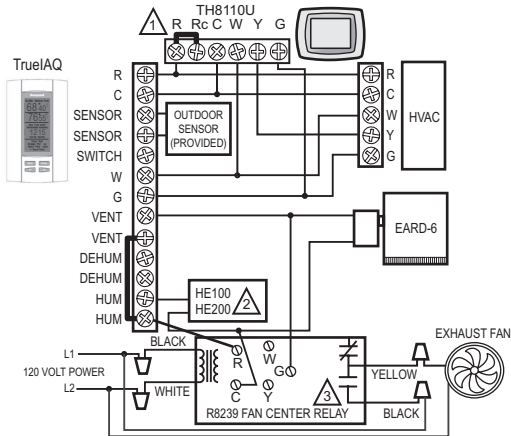 TH8110U
1
R Rc C W Y G
TrueIAQ
R
C
SENSOR
SENSOR
SWITCH
W
G
VENT
VENT
DEHUM
DEHUM
HUM
HUM
OUTDOOR
SENSOR
(PROVIDED)
R
C
W
Y
G
HVAC
EARD-6
HE100
HE200
2
EXHAUST FAN
L1
120 VOLT POWER
L2
BLACK
WHITE
R
W
G
C
Y
3
R8239 FAN CENTER RELAY
YELLOW
BLACK